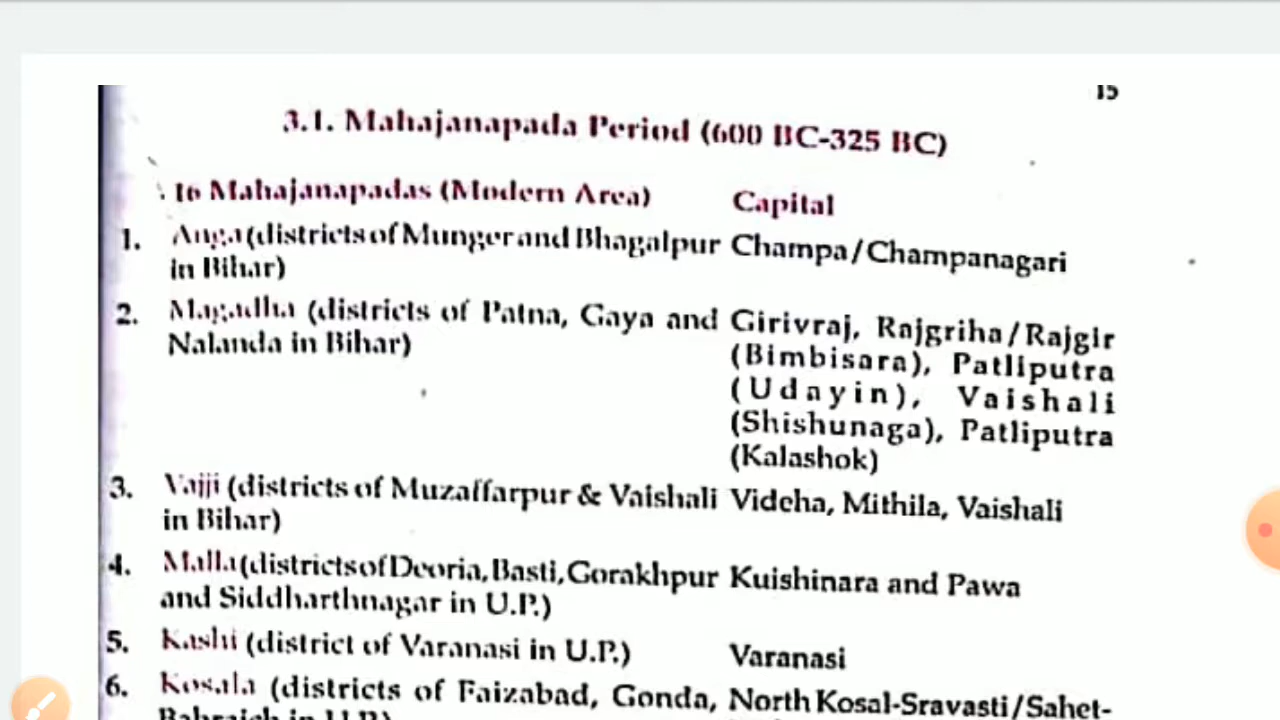 15
3.1. Mahajanapada Period (600 BC-325 BC)
16 Mahajanapadas (Modern Area) Capital
1. Anga (districts of Munger and Bhagalpur Champa/Champanagari
in Bihar)
2. Magadha (districts of Patna, Gaya and Girivraj, Rajgriha/Rajgir
Nalanda in Bihar) (Bimbisara), Patliputra
(Udayin), Vaishali
(Shishunaga), Patliputra
(Kalashok)
3. Vajji (districts of Muzaffarpur & Vaishali Videha, Mithila, Vaishali
in Bihar)
4. Malla (districts of Deoria, Basti, Gorakhpur Kuishinara and Pawa
and Siddharthnagar in U.P.)
5. Kashi (district of Varanasi in U.P.) Varanasi
6. Kosala (districts of Faizabad, Gonda, North Kosal-Sravasti/Sahet-
Bahraich in U.P.)